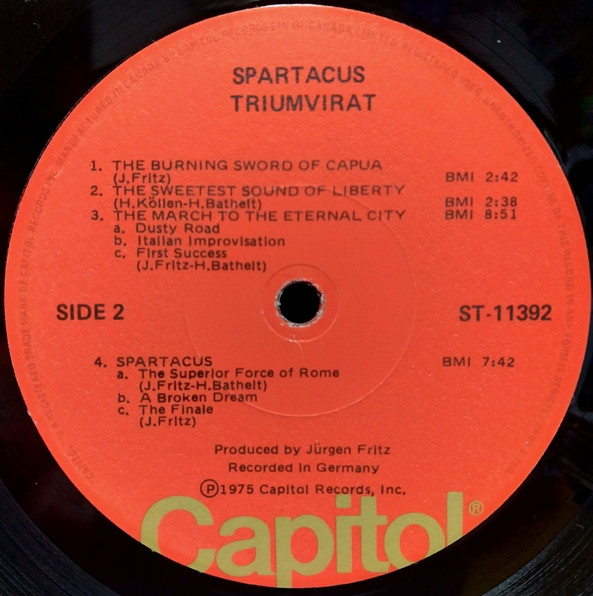 SPARTACUS
TRIUMVIRAT
1. THE BURNING SWORD OF CAPUA
(J.Fritz) BMI 2:42
2. THE SWEETEST SOUND OF LIBERTY
(H.Köllen-H.Bathelt) BMI 2:38
3. THE MARCH TO THE ETERNAL CITY BMI 8:51
a. Dusty Road
b. Italian Improvisation
c. First Success
(J.Fritz-H.Bathelt)
SIDE 2 ST-11392
4. SPARTACUS BMI 7:42
a. The Superior Force of Rome
(J.Fritz-H.Bathelt)
b. A Broken Dream
c. The Finale
(J.Fritz)
Produced by Jürgen Fritz
Recorded in Germany
Ⓟ1975 Capitol Records, Inc.
Capitol®